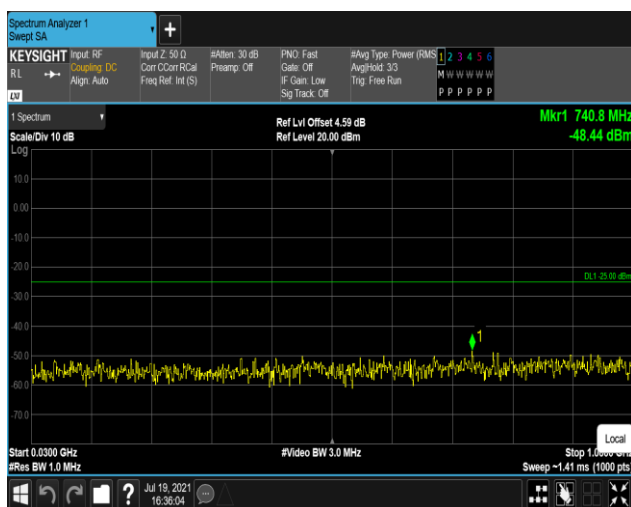 Spectrum Analyzer 1
Swept SA
+
KEYSIGHT
RL
Input: RF
Coupling: DC
Align: Auto
Input Z: 50 Ω
Corr CCorr RCal
Freq Ref: Int (S)
#Atten: 30 dB
Preamp: Off
PNO: Fast
Gate: Off
IF Gain: Low
Sig Track: Off
#Avg Type: Power (RMS
Avg|Hold: 3/3
Trig: Free Run
1 2 3 4 5 6
M W W W W W
P P P P P P
LXI
1 Spectrum
Scale/Div 10 dB
Ref Lvl Offset 4.59 dB
Ref Level 20.00 dBm
Mkr1 740.8 MHz
-48.44 dBm
Log
10.0
0.00
-10.0
-20.0
DL1 -25.00 dBm
-30.0
-40.0
1
-50.0
-60.0
-70.0
Local
Start 0.0300 GHz
#Video BW 3.0 MHz
Stop 1.0000 GHz
#Res BW 1.0 MHz
Sweep ~1.41 ms (1000 pts)
?
Jul 19, 2021
16:36:04